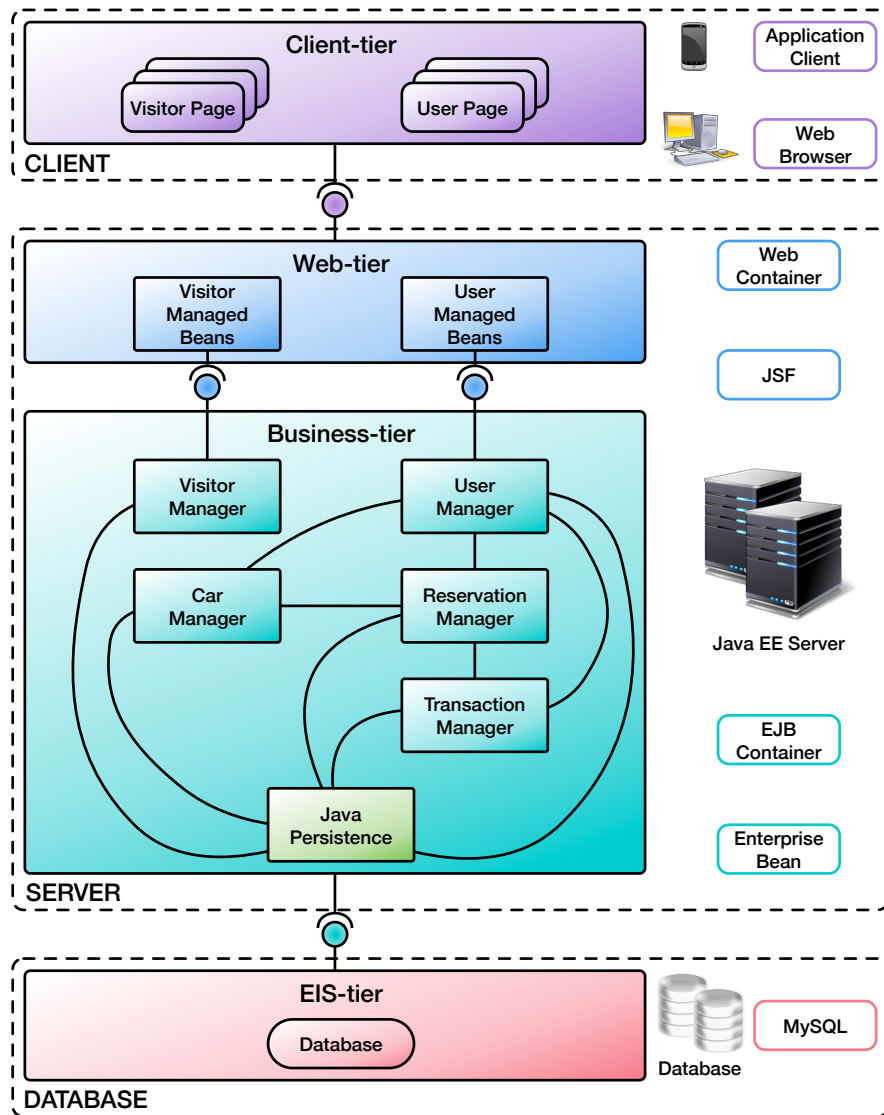 Client-tier
Visitor Page
User Page
CLIENT
Application
Client
Web
Browser
Web-tier
Visitor
Managed
Beans
User
Managed
Beans
Web
Container
JSF
Business-tier
Visitor
Manager
User
Manager
Car
Manager
Reservation
Manager
Transaction
Manager
Java
Persistence
SERVER
Java EE Server
EJB
Container
Enterprise
Bean
EIS-tier
Database
DATABASE
Database
MySQL